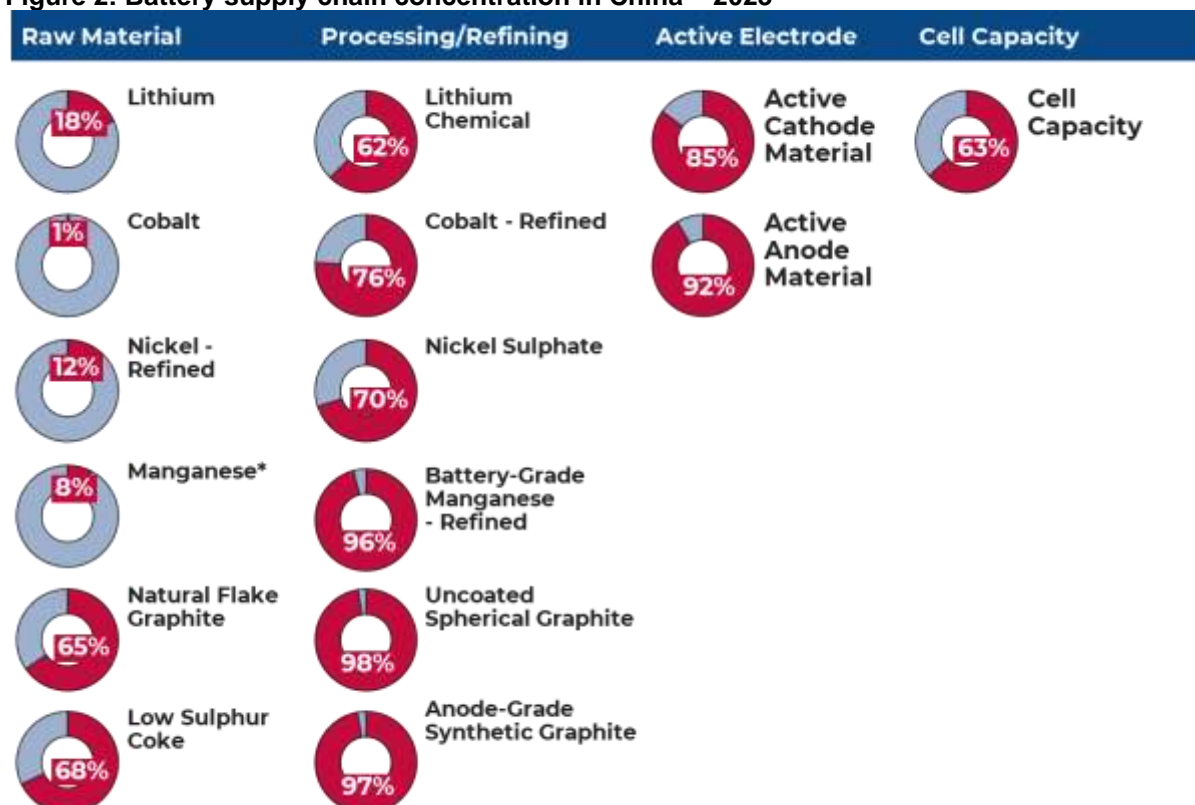 Figure 2: Battery supply chain concentration in China – 2023
Raw Material
Processing/Refining
Active Electrode
Cell Capacity
18%
Lithium
62%
Lithium
Chemical
85%
Active
Cathode
Material
63%
Cell
Capacity
1%
Cobalt
76%
Cobalt - Refined
92%
Active
Anode
Material
12%
Nickel -
Refined
70%
Nickel Sulphate
8%
Manganese*
96%
Battery-Grade
Manganese
- Refined
65%
Natural Flake
Graphite
98%
Uncoated
Spherical Graphite
68%
Low Sulphur
Coke
97%
Anode-Grade
Synthetic Graphite